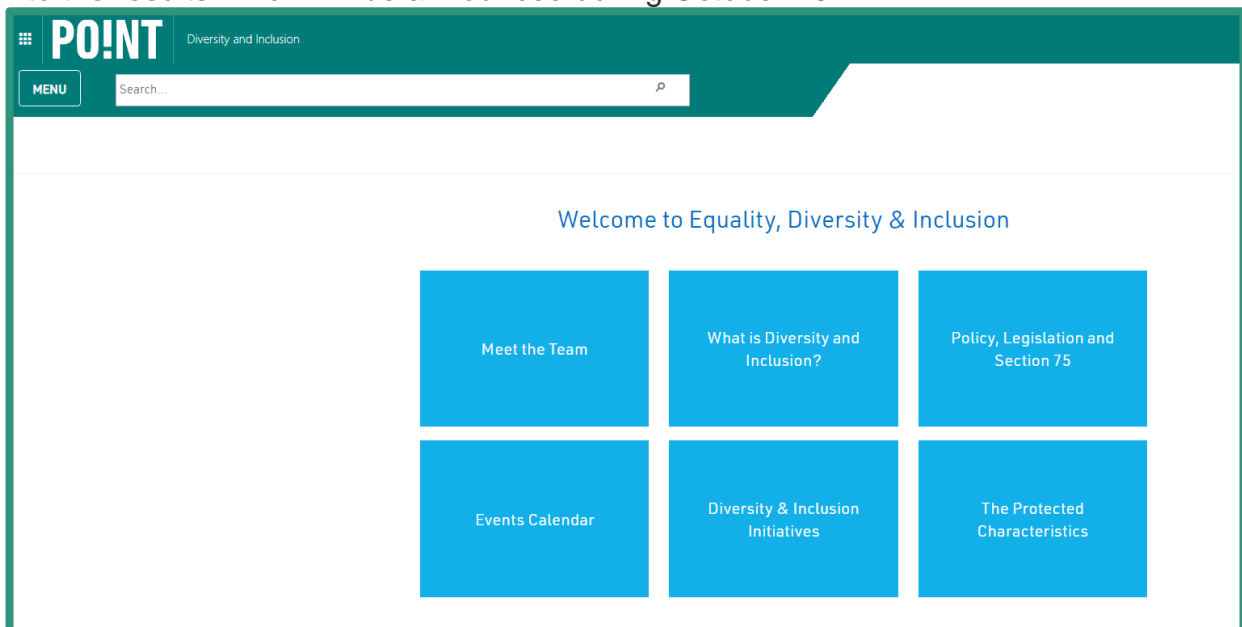 PO!NT
Diversity and Inclusion
MENU
Search...
Welcome to Equality, Diversity & Inclusion
Meet the Team
What is Diversity and
Inclusion?
Policy, Legislation and
Section 75
Events Calendar
Diversity & Inclusion
Initiatives
The Protected
Characteristics